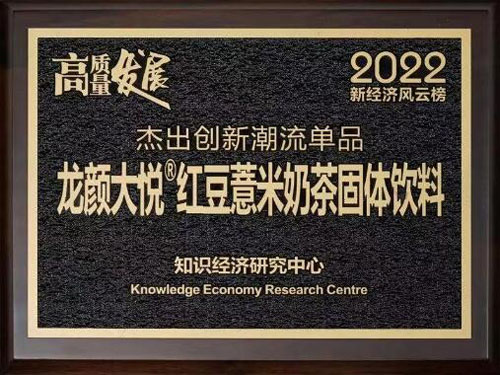 高质量发展
2022
新经济风云榜
杰出创新潮流单品
龙颜大悦®红豆薏米奶茶固体饮料
知识经济研究中心
Knowledge Economy Research Centre